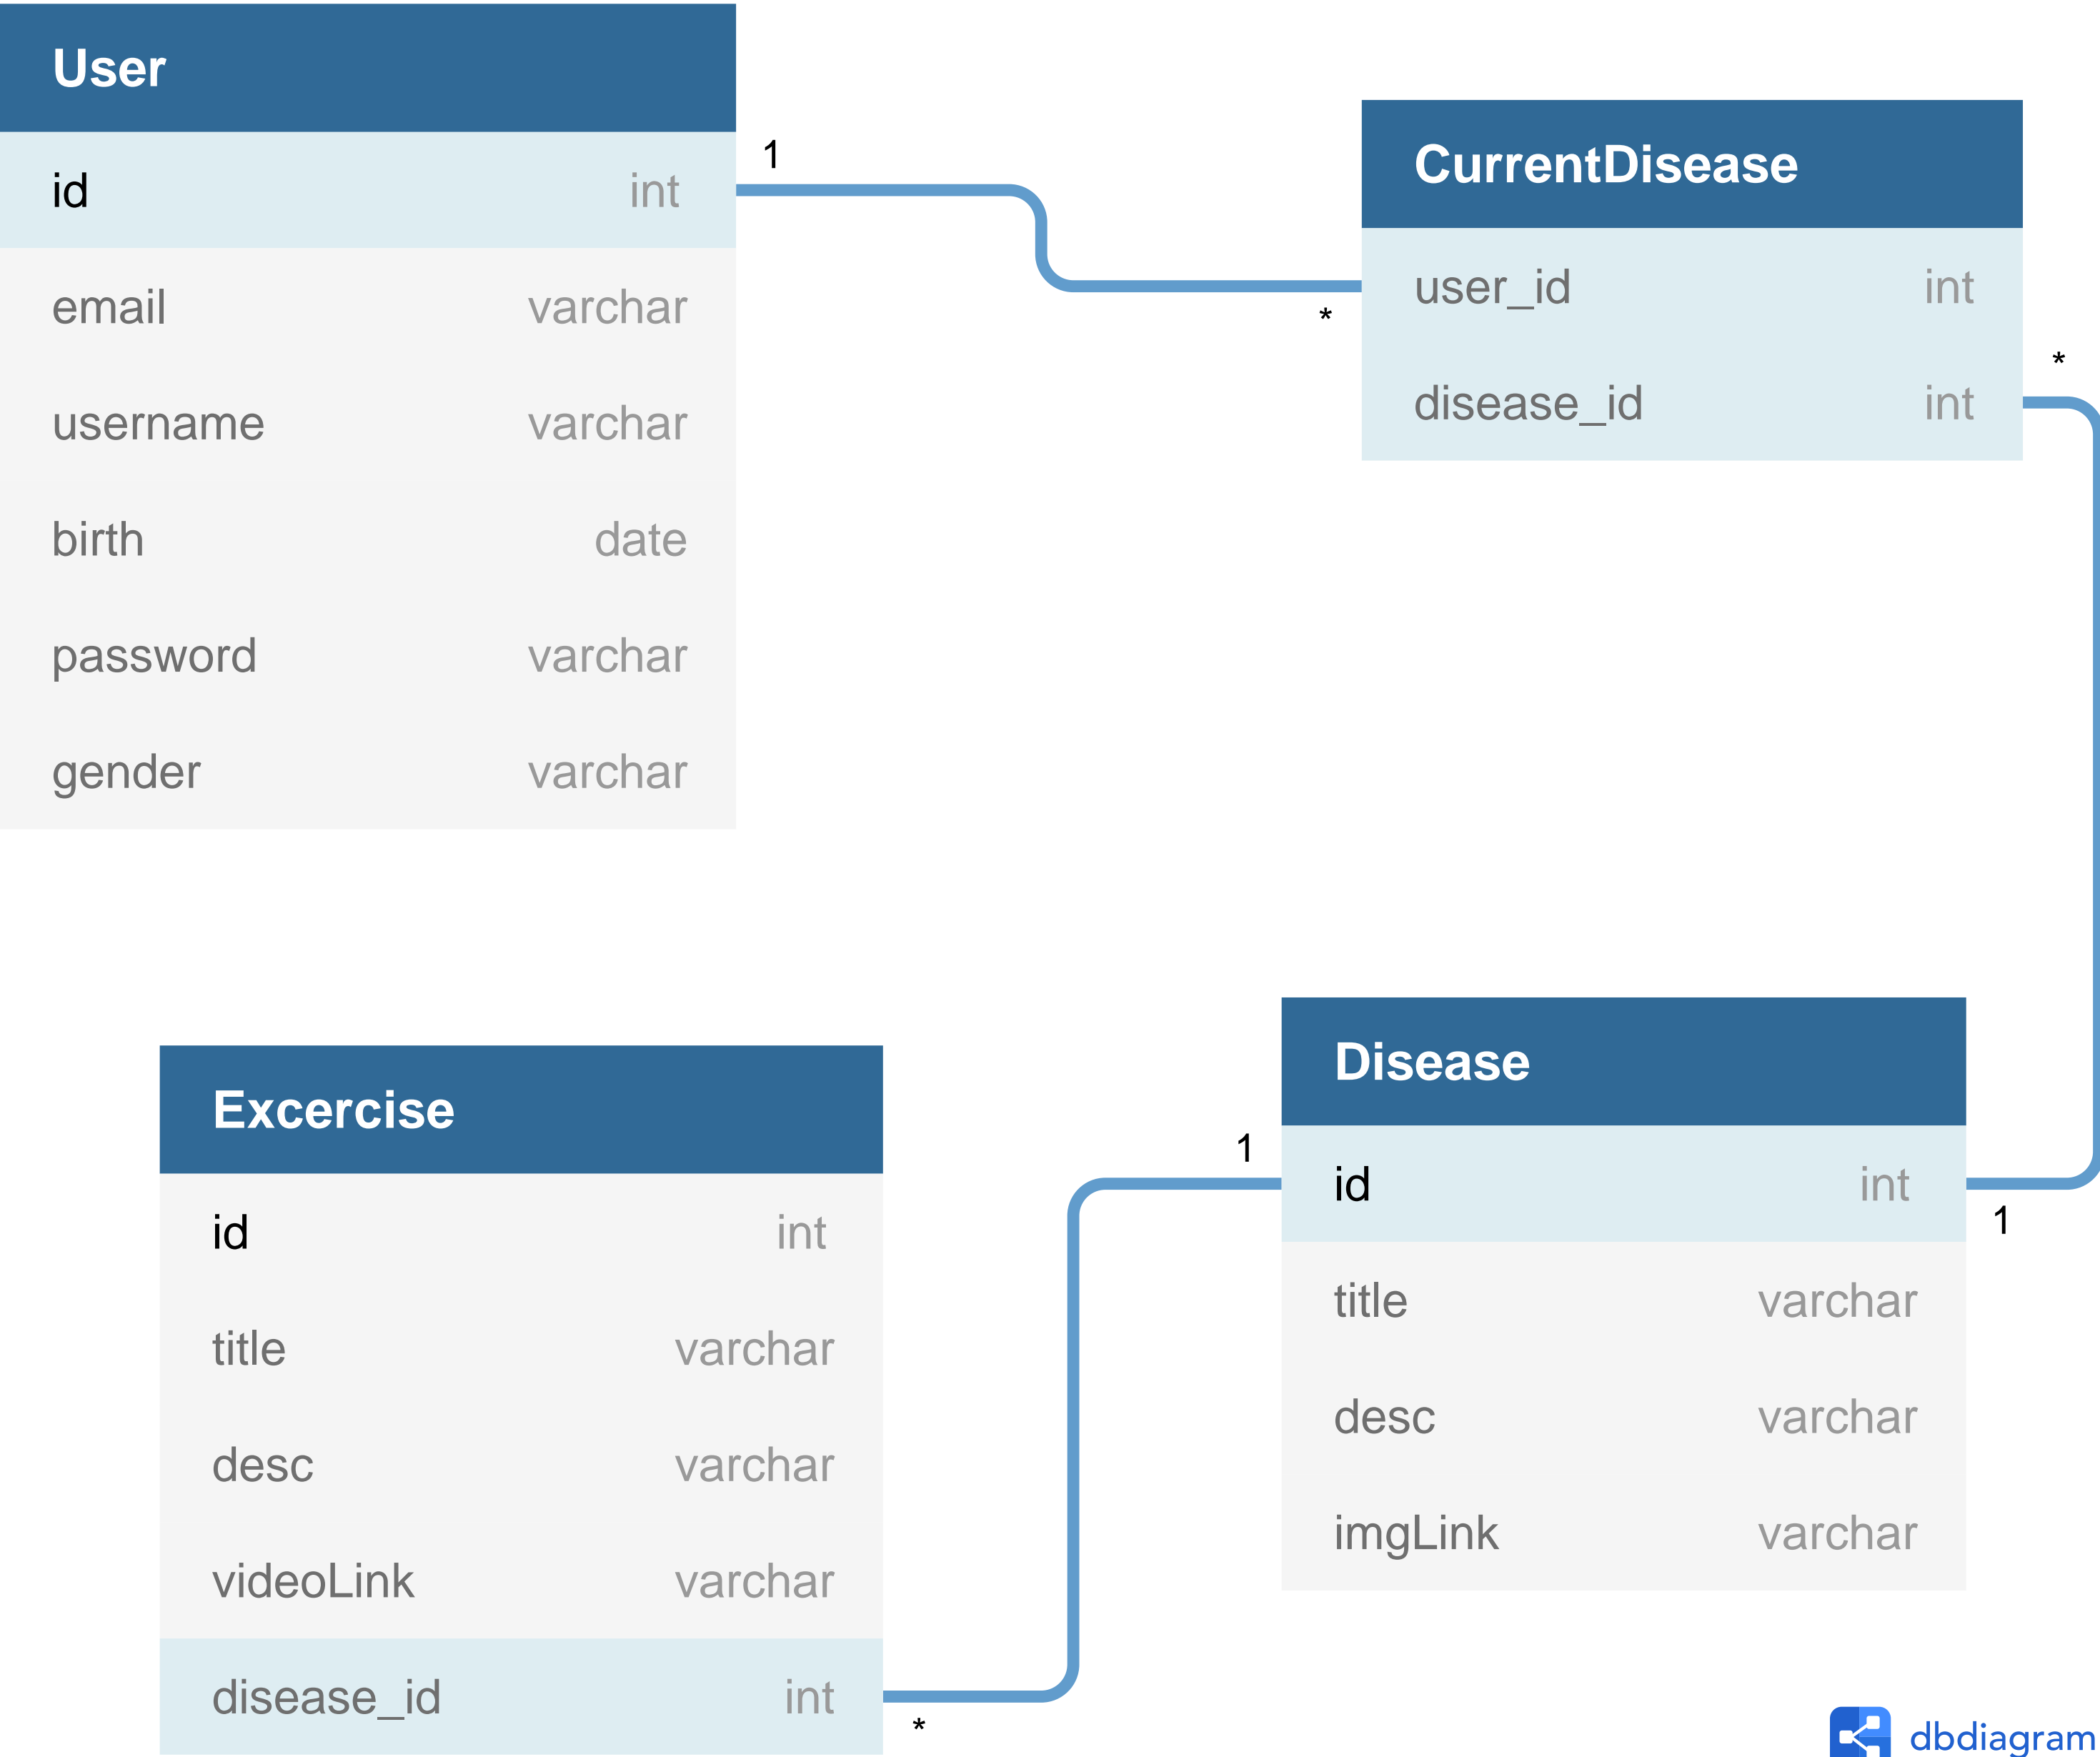 User
id int
email varchar
username varchar
birth date
password varchar
gender varchar
1
*
CurrentDisease
user_id int
disease_id int
*
Excercise
id int
title varchar
desc varchar
videoLink varchar
disease_id int
*
1
Disease
id int
title varchar
desc varchar
imgLink varchar
1
dbdiagram